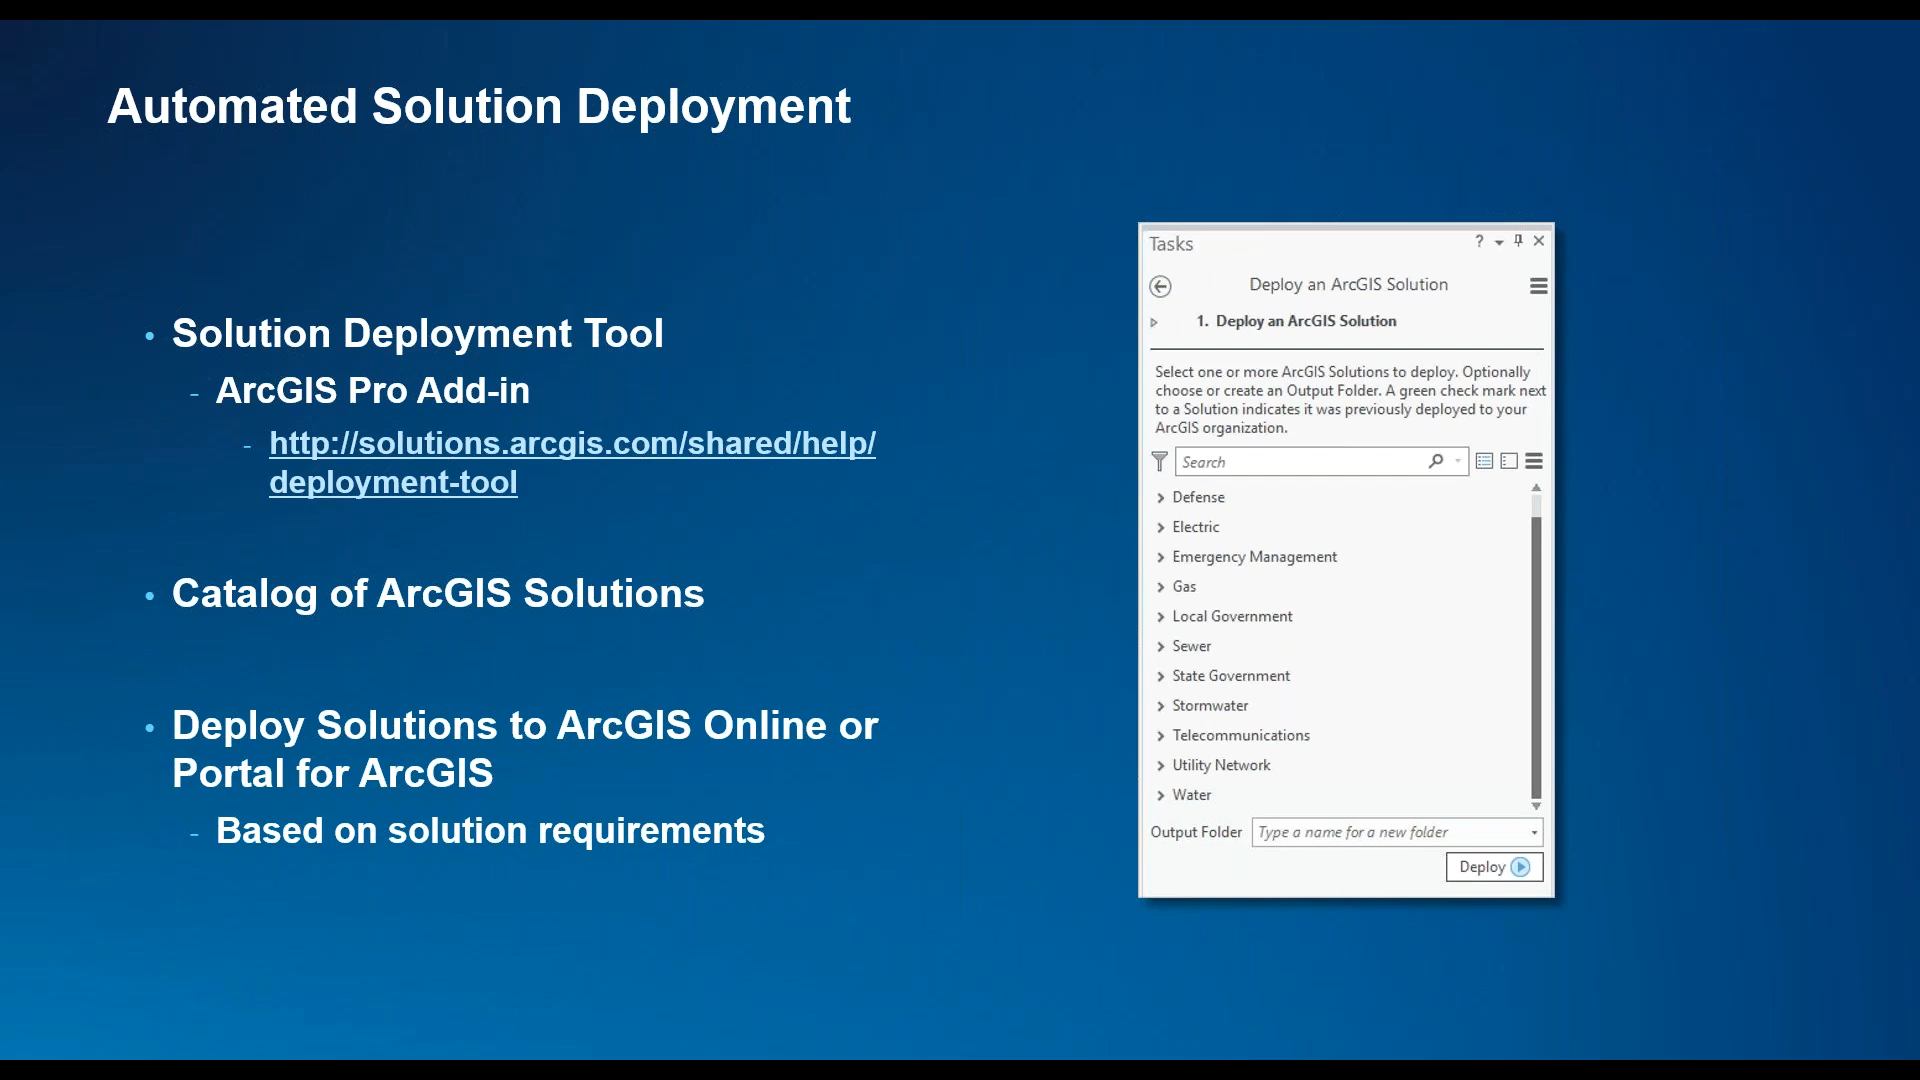 Automated Solution Deployment
• Solution Deployment Tool
- ArcGIS Pro Add-in
- http://solutions.arcgis.com/shared/help/
deployment-tool
• Catalog of ArcGIS Solutions
• Deploy Solutions to ArcGIS Online or
Portal for ArcGIS
- Based on solution requirements
Tasks
Deploy an ArcGIS Solution
1. Deploy an ArcGIS Solution
Select one or more ArcGIS Solutions to deploy. Optionally
choose or create an Output Folder. A green check mark next
to a Solution indicates it was previously deployed to your
ArcGIS organization.
Search
Defense
Electric
Emergency Management
Gas
Local Government
Sewer
State Government
Stormwater
Telecommunications
Utility Network
Water
Output Folder Type a name for a new folder
Deploy